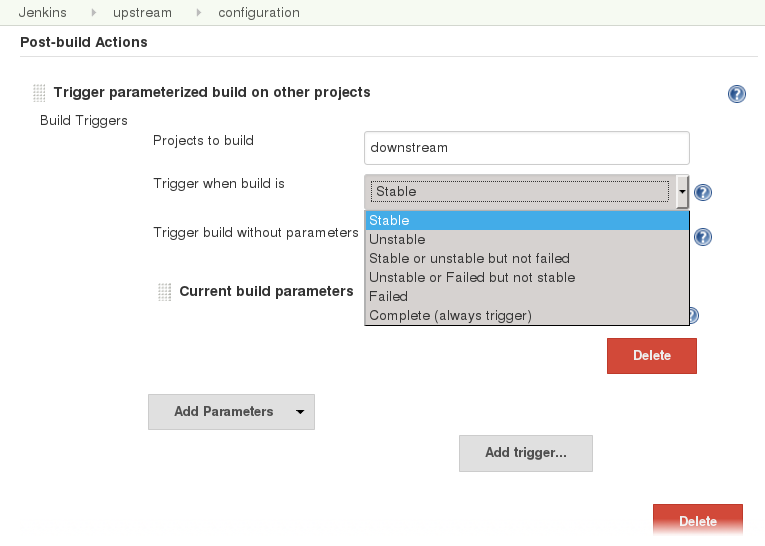 Jenkins upstream configuration
Post-build Actions
Trigger parameterized build on other projects
Build Triggers
Projects to build downstream
Trigger when build is Stable
Stable
Trigger build without parameters
Unstable
Stable or unstable but not failed
Unstable or Failed but not stable
Current build parameters
Failed
Complete (always trigger)
Delete
Add Parameters
Add trigger...
Delete